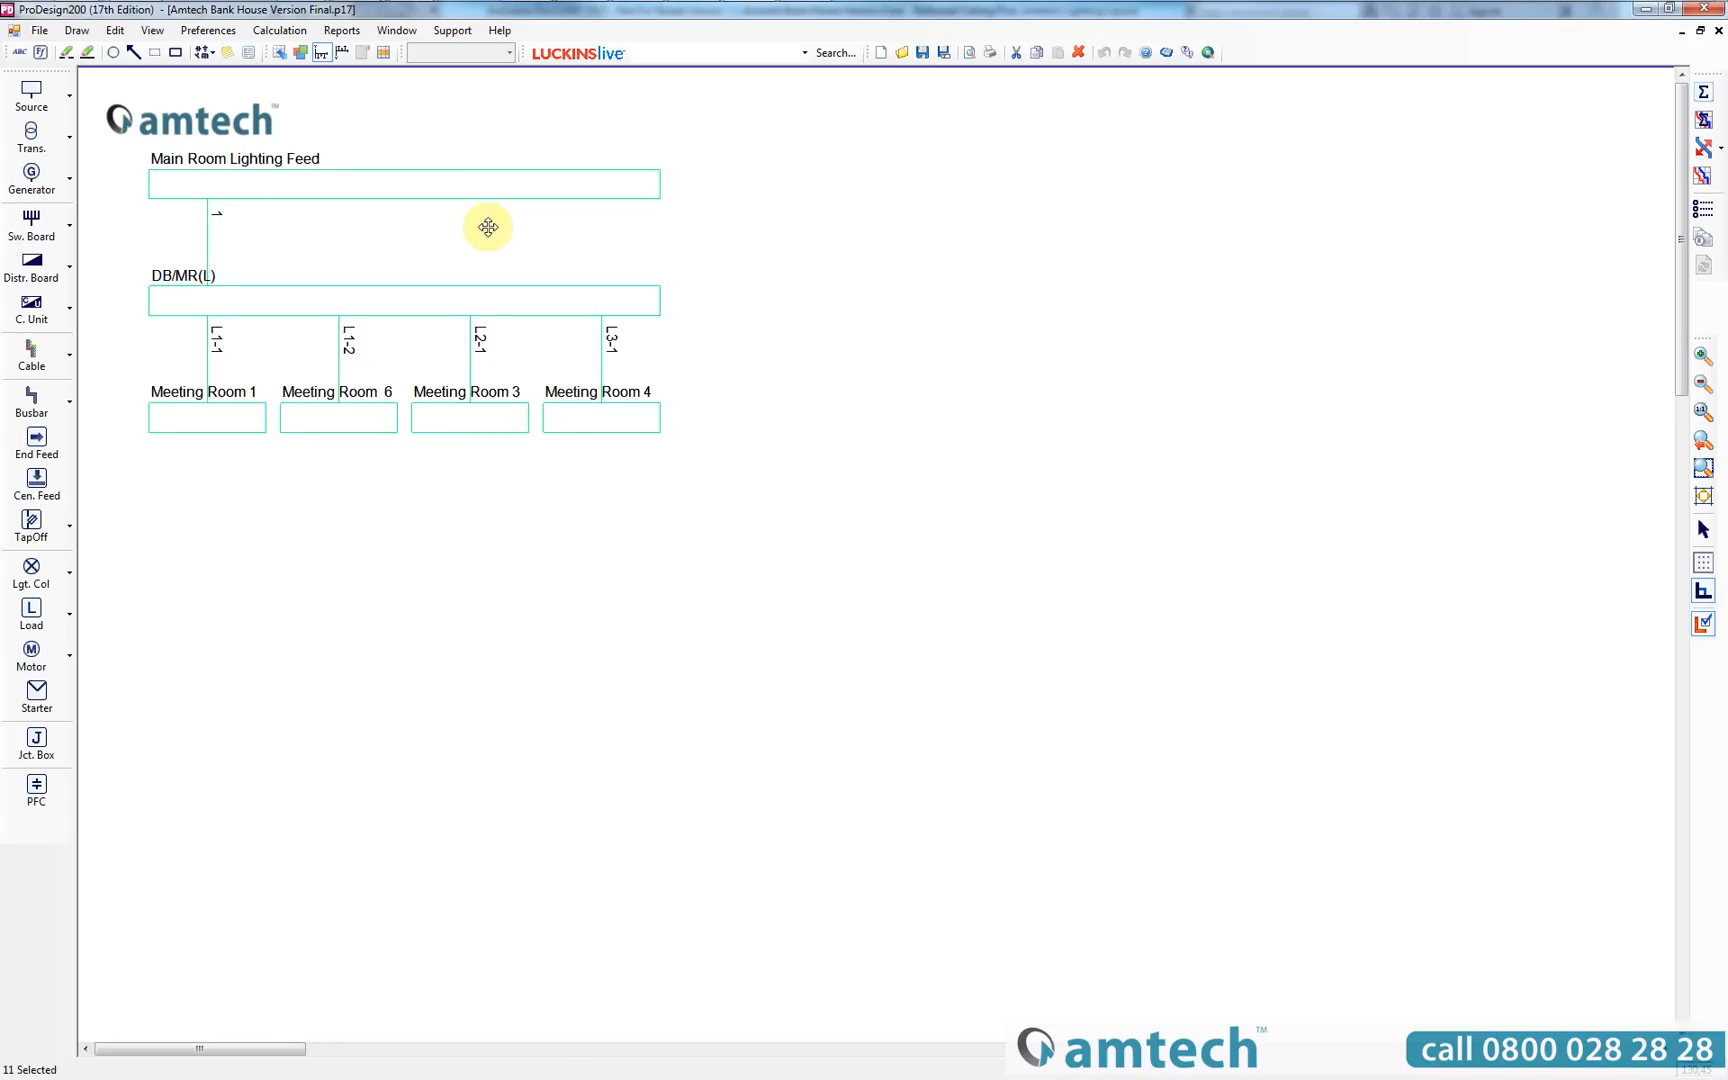 ProDesign200 (17th Edition) - [Amtech Bank House Version Final.p17]
File Draw Edit View Preferences Calculation Reports Window Support Help
ABC LUCKINSlive Search...
amtech™
Source
Trans.
Generator
Sw. Board
Distr. Board
C. Unit
Cable
Busbar
End Feed
Cen. Feed
TapOff
Lgt. Col
Load
Motor
Starter
Jct. Box
PFC
Main Room Lighting Feed
1
DB/MR(L)
L1-1 L1-2 L2-1 L3-1
Meeting Room 1 Meeting Room 6 Meeting Room 3 Meeting Room 4
11 Selected
amtech™
call 0800 028 28 28